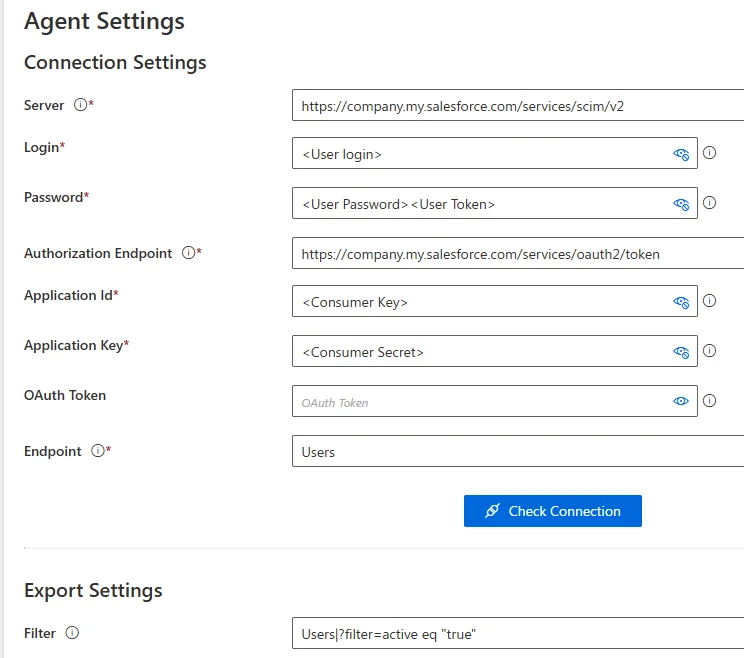 Agent Settings
Connection Settings
Server *
https://company.my.salesforce.com/services/scim/v2
Login*
<User login>
Password*
<User Password><User Token>
Authorization Endpoint *
https://company.my.salesforce.com/services/oauth2/token
Application Id*
<Consumer Key>
Application Key*
<Consumer Secret>
OAuth Token
OAuth Token
Endpoint *
Users
Check Connection
Export Settings
Filter
Users|?filter=active eq "true"